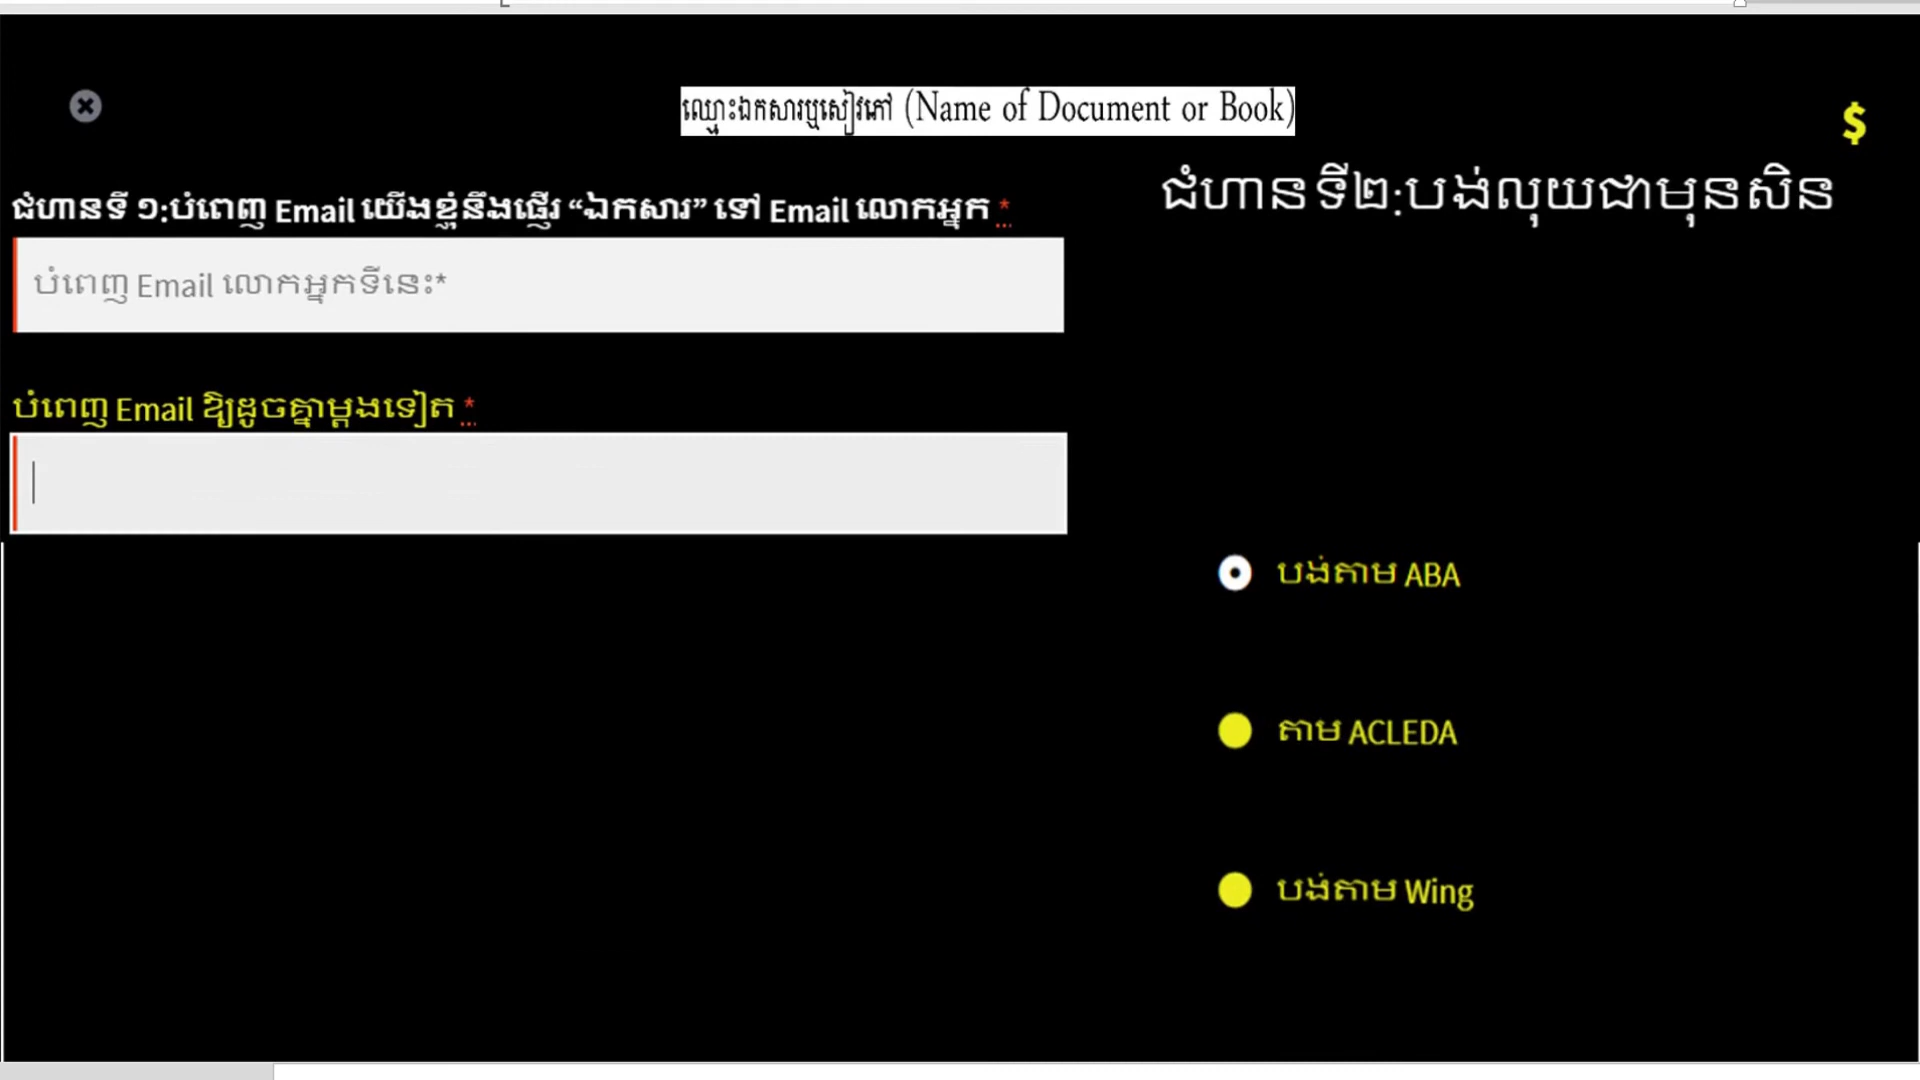 ឈ្មោះឯកសារឬសៀវភៅ (Name of Document or Book)
$
ជំហានទី ១:បំពេញ Email យើងខ្ញុំនឹងផ្ញើរ “ឯកសារ” ទៅ Email លោកអ្នក *
បំពេញ Email លោកអ្នកទីនេះ*
បំពេញ Email ឱ្យដូចគ្នាម្តងទៀត *
ជំហានទី២:បង់លុយជាមុនសិន
បង់តាម ABA
តាម ACLEDA
បង់តាម Wing